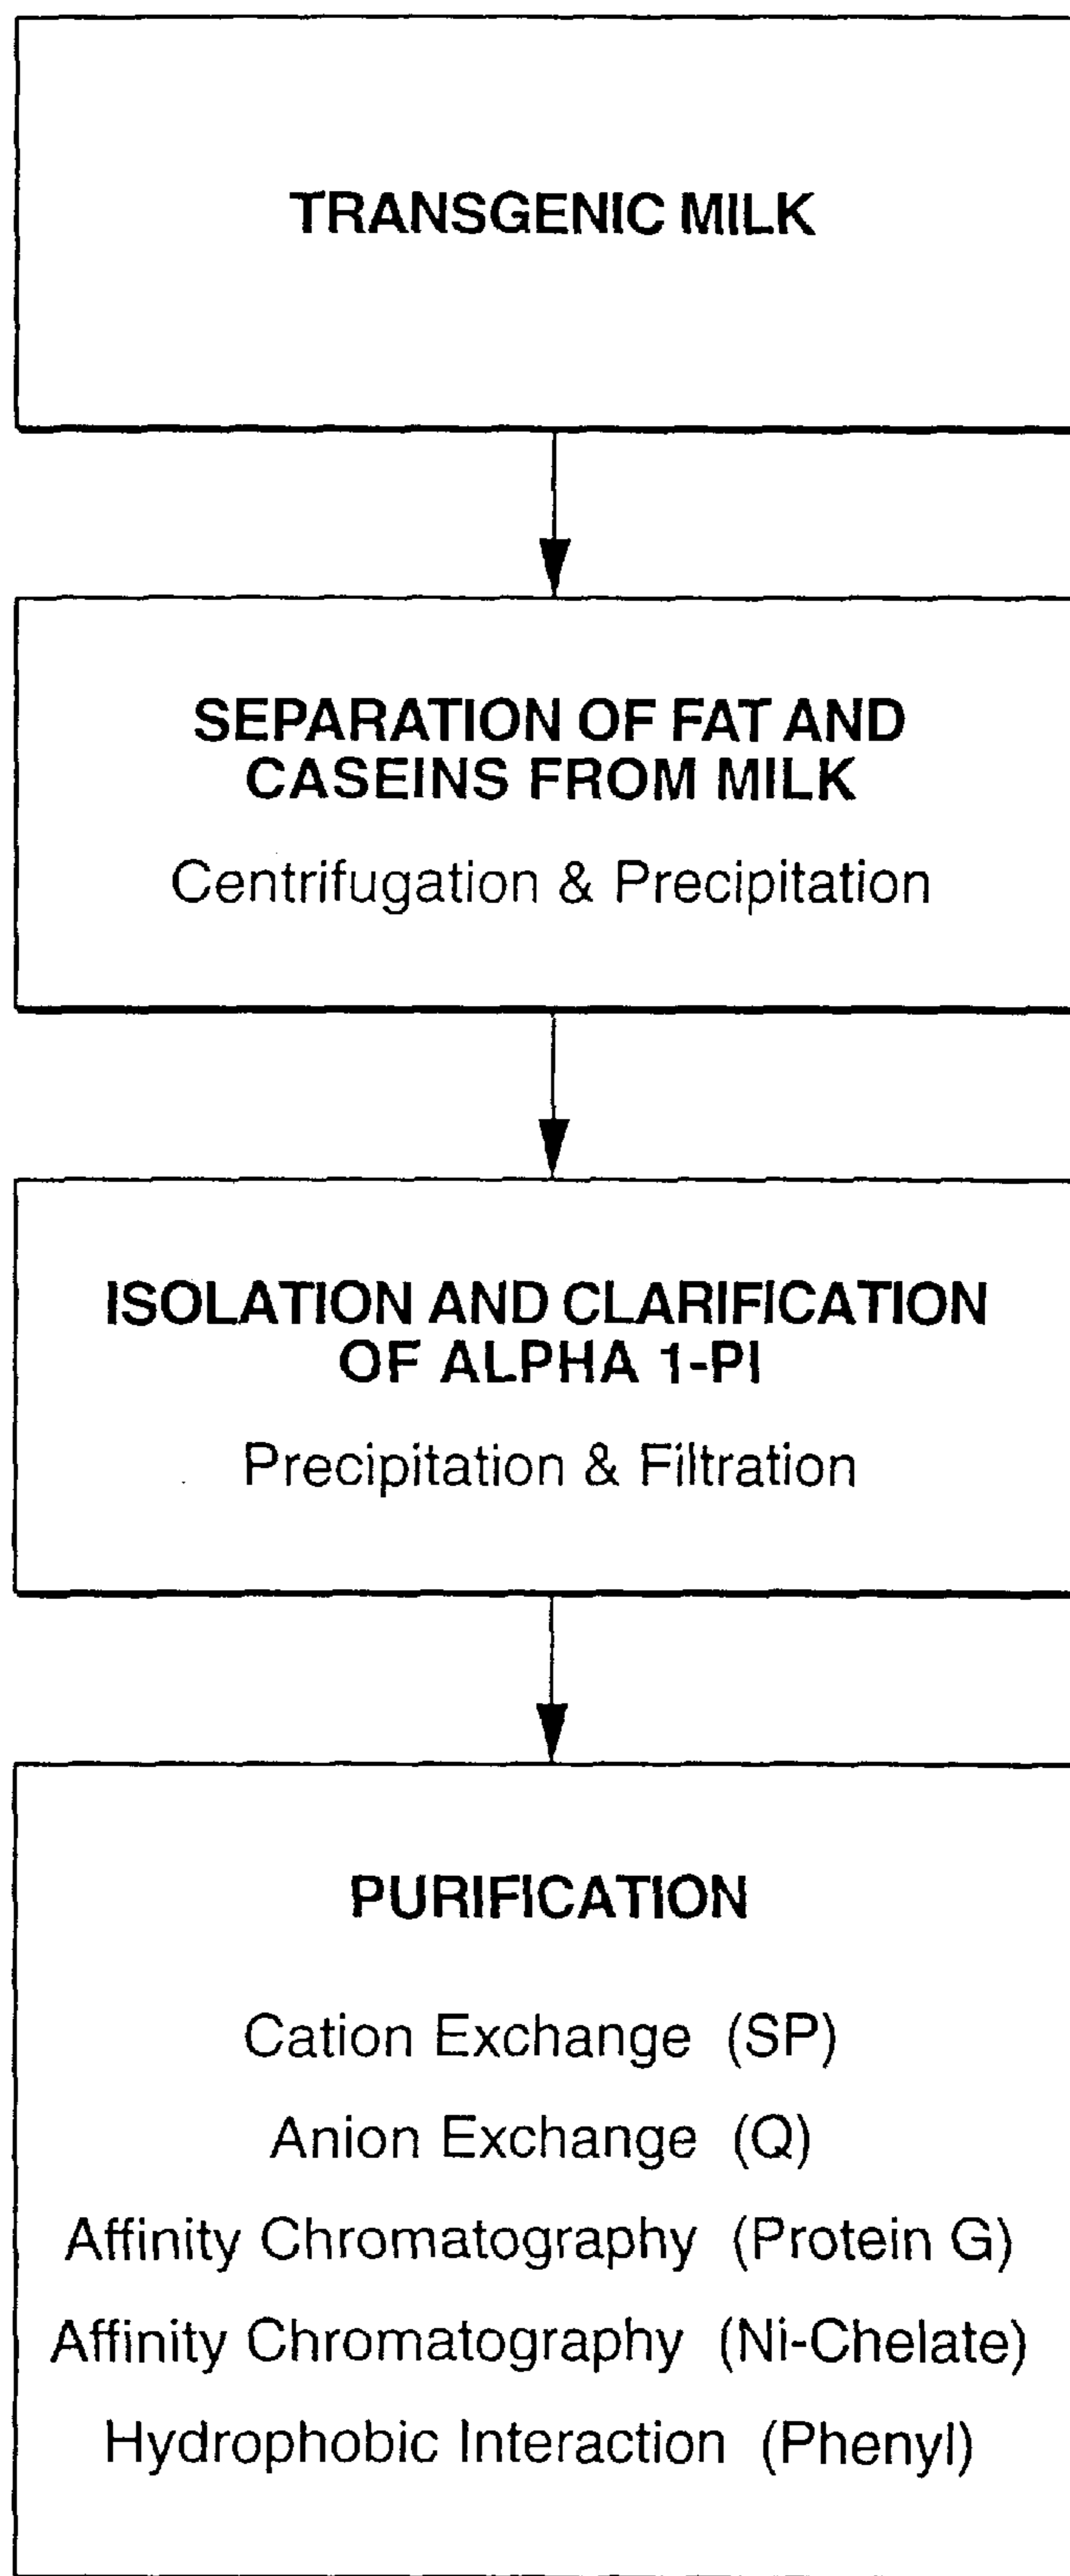 TRANSGENIC MILK
SEPARATION OF FAT AND
CASEINS FROM MILK
Centrifugation & Precipitation
ISOLATION AND CLARIFICATION
OF ALPHA 1-PI
Precipitation & Filtration
PURIFICATION
Cation Exchange (SP)
Anion Exchange (Q)
Affinity Chromatography (Protein G)
Affinity Chromatography (Ni-Chelate)
Hydrophobic Interaction (Phenyl)